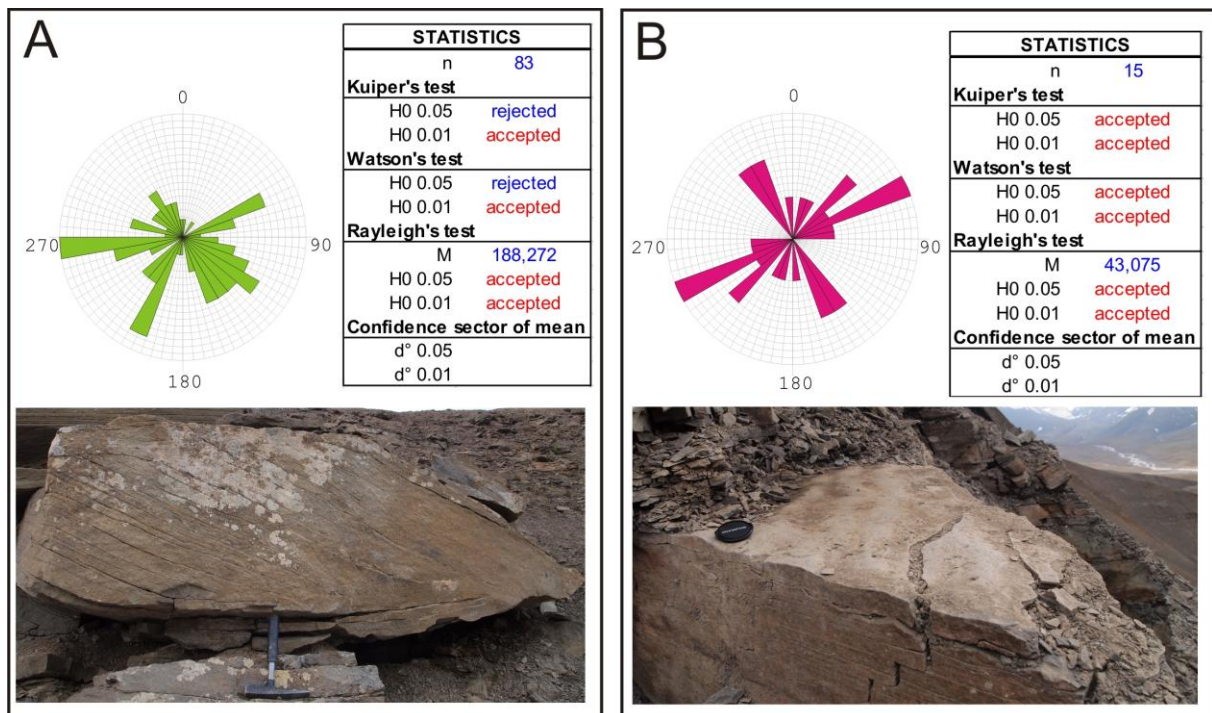 A
STATISTICS
n 83
Kuiper's test
H0 0.05 rejected
H0 0.01 accepted
Watson's test
H0 0.05 rejected
H0 0.01 accepted
Rayleigh's test
M 188,272
H0 0.05 accepted
H0 0.01 accepted
Confidence sector of mean
d° 0.05
d° 0.01
0
270 90
180
B
STATISTICS
n 15
Kuiper's test
H0 0.05 accepted
H0 0.01 accepted
Watson's test
H0 0.05 accepted
H0 0.01 accepted
Rayleigh's test
M 43,075
H0 0.05 accepted
H0 0.01 accepted
Confidence sector of mean
d° 0.05
d° 0.01
0
270 90
180